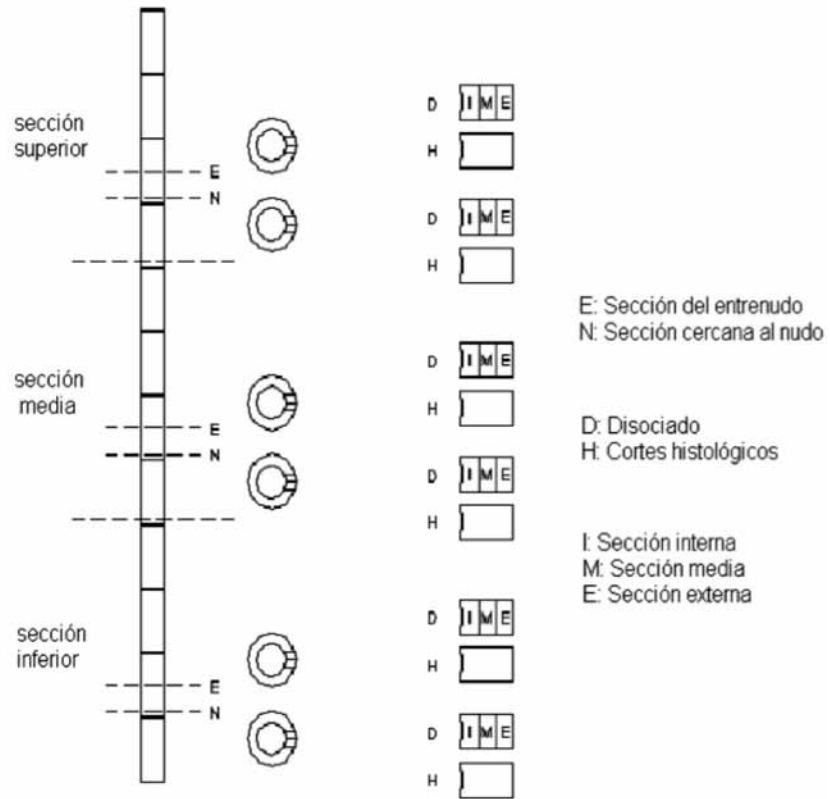 sección
superior
E
N
D I M E
H
D I M E
H
E: Sección del entrenudo
N: Sección cercana al nudo
sección
media
E
N
D I M E
H
D I M E
H
D: Disociado
H: Cortes histológicos
I: Sección interna
M: Sección media
E: Sección externa
sección
inferior
E
N
D I M E
H
D I M E
H